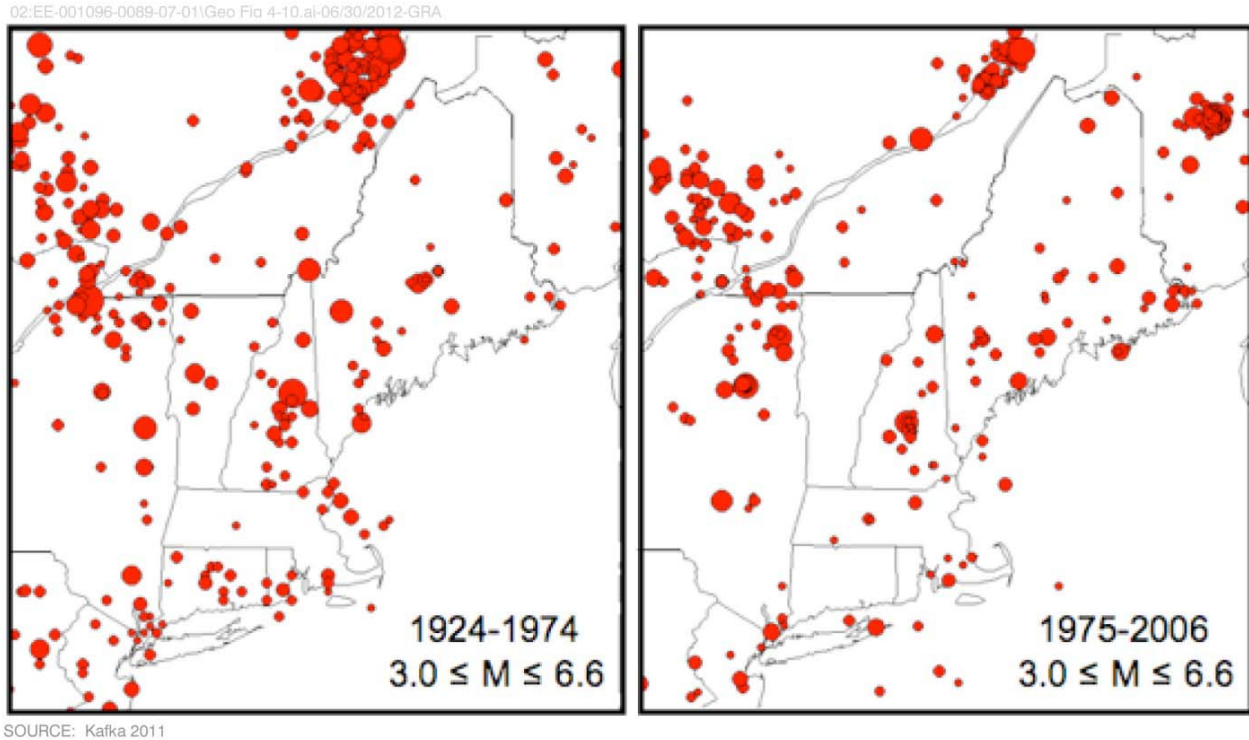 02:EE-001096-0089-07-01\Geo Fig 4-10.ai-06/30/2012-GRA
1924-1974
3.0 ≤ M ≤ 6.6
1975-2006
3.0 ≤ M ≤ 6.6
SOURCE: Kafka 2011